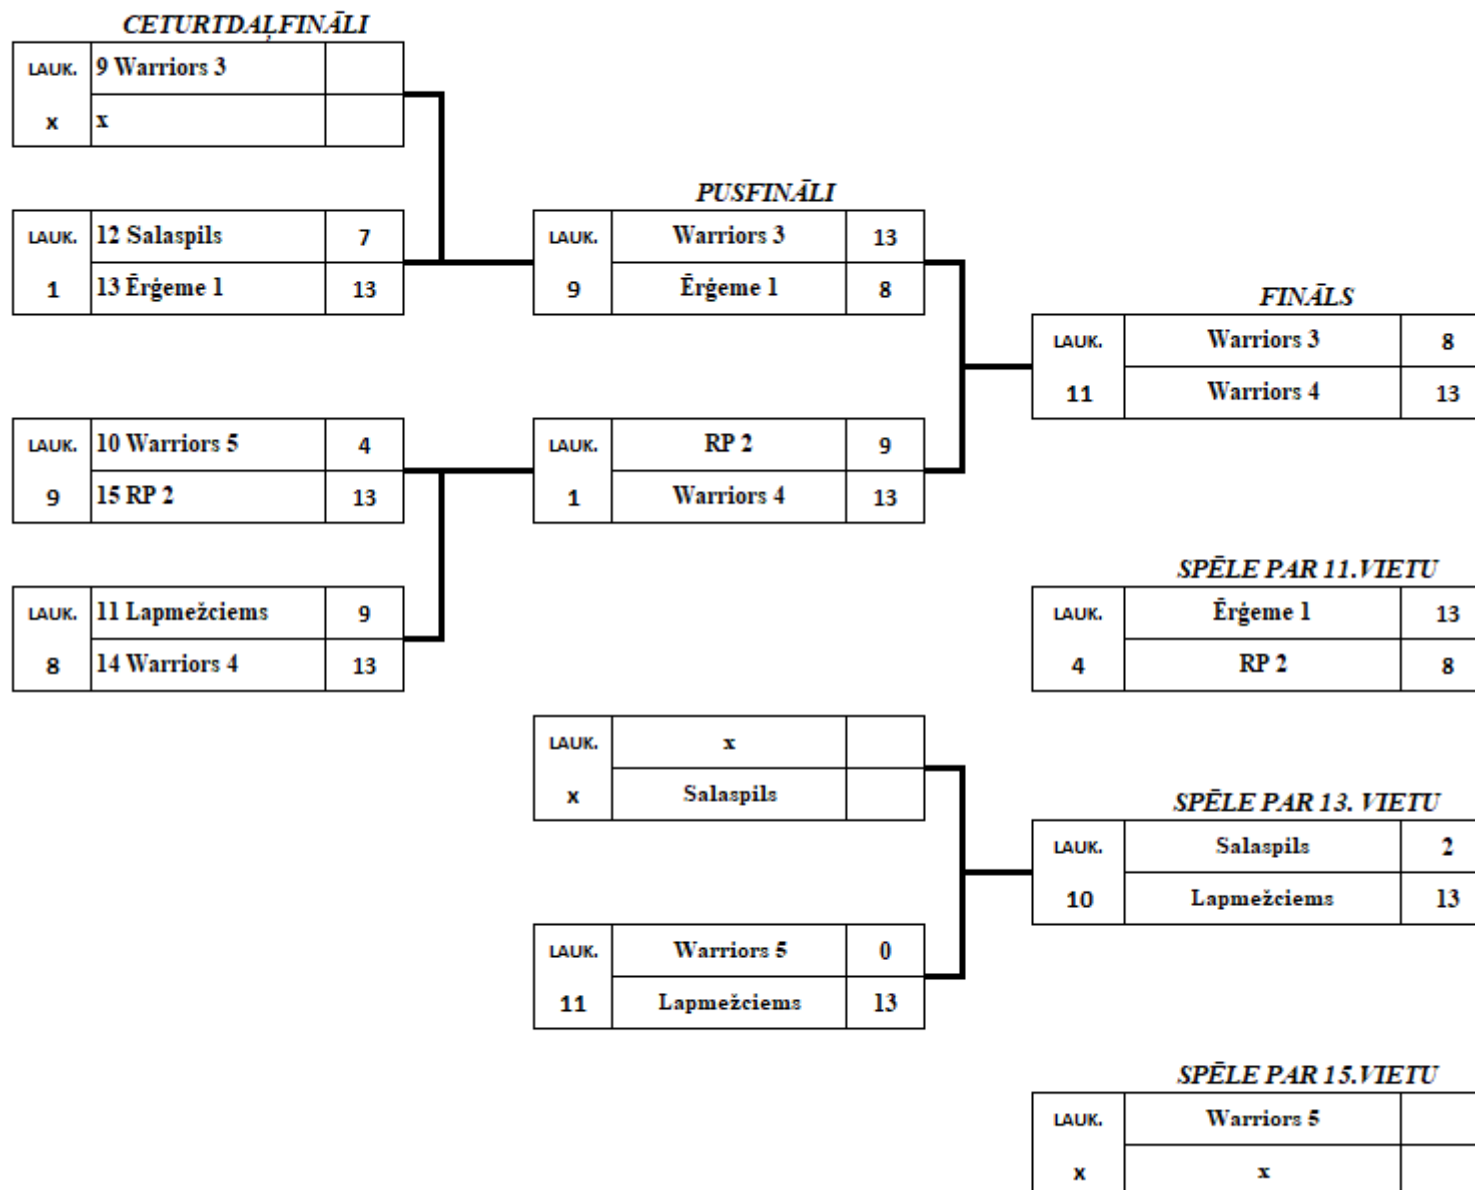 CETURTDAĻFINĀLI
LAUK. 9 Warriors 3
x x
LAUK. 12 Salaspils 7
1 13 Ērģeme 1 13
LAUK. 10 Warriors 5 4
9 15 RP 2 13
LAUK. 11 Lapmežciems 9
8 14 Warriors 4 13
PUSFINĀLI
LAUK. Warriors 3 13
9 Ērģeme 1 8
LAUK. RP 2 9
1 Warriors 4 13
LAUK. x
x Salaspils
LAUK. Warriors 5 0
11 Lapmežciems 13
FINĀLS
LAUK. Warriors 3 8
11 Warriors 4 13
SPĒLE PAR 11.VIETU
LAUK. Ērģeme 1 13
4 RP 2 8
SPĒLE PAR 13. VIETU
LAUK. Salaspils 2
10 Lapmežciems 13
SPĒLE PAR 15.VIETU
LAUK. Warriors 5
x x